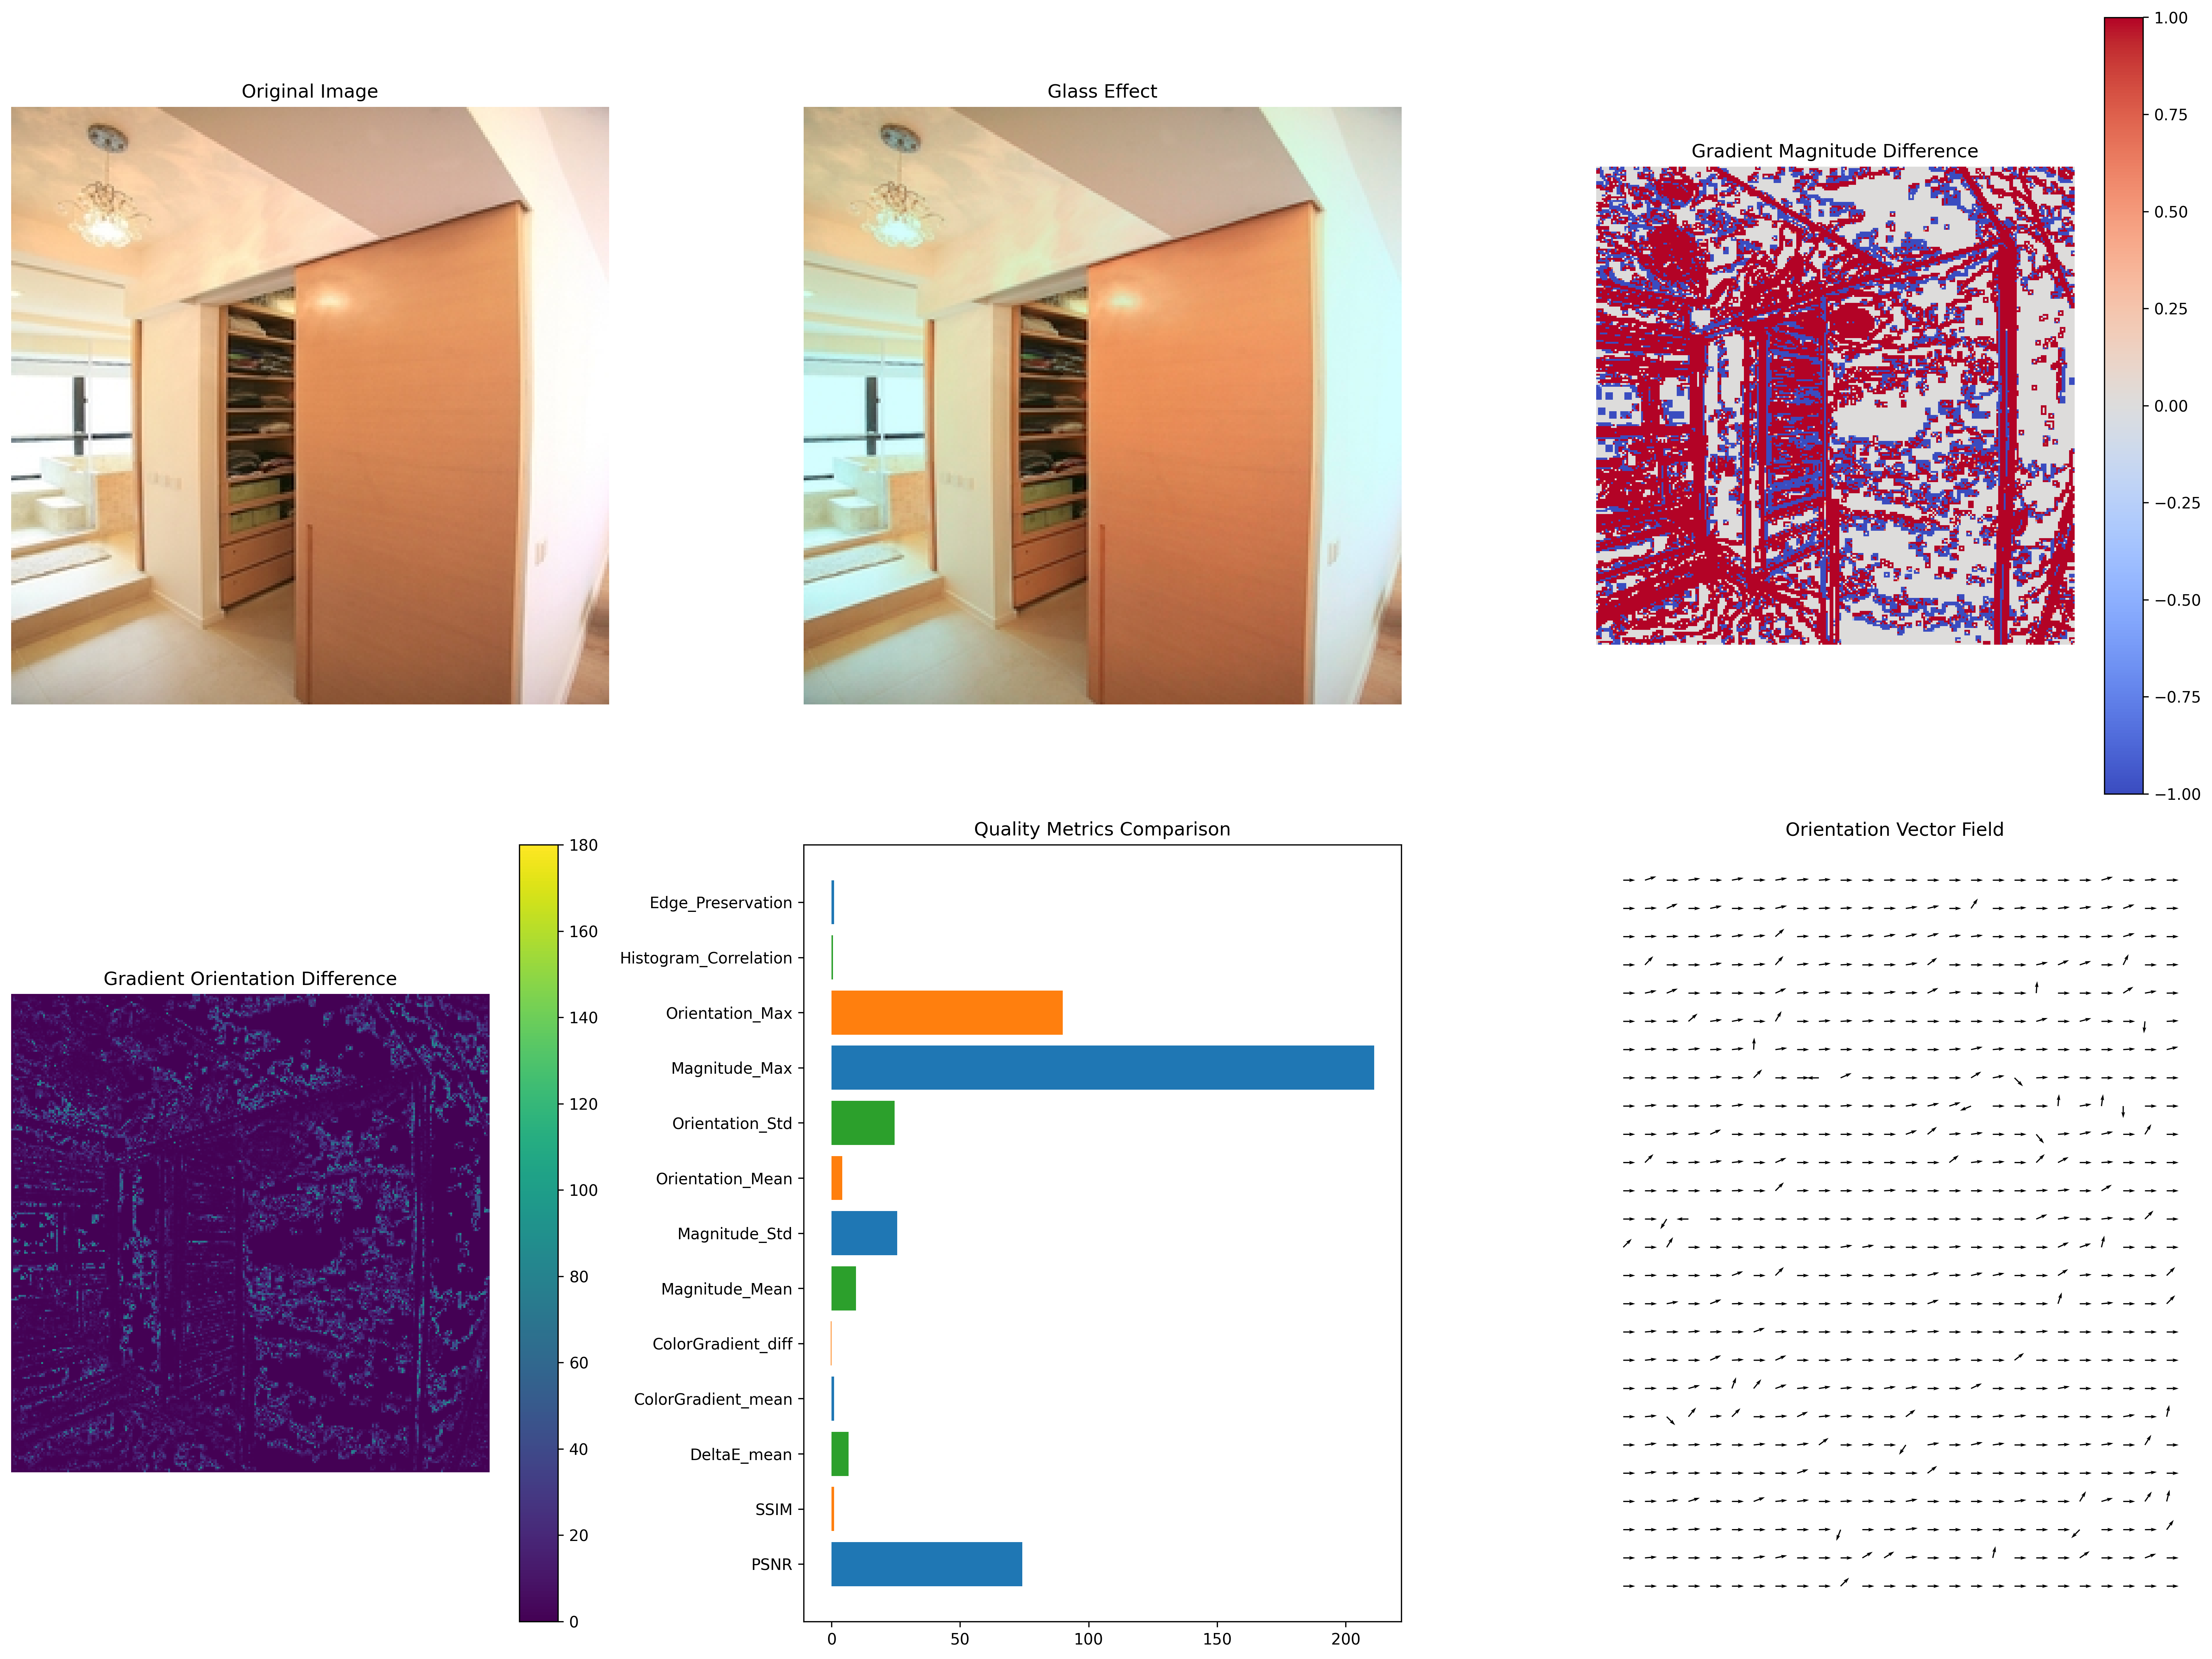 Original Image
Glass Effect
Gradient Magnitude Difference
1.00
0.75
0.50
0.25
0.00
−0.25
−0.50
−0.75
−1.00
Gradient Orientation Difference
180
160
140
120
100
80
60
40
20
0
Quality Metrics Comparison
Edge_Preservation
Histogram_Correlation
Orientation_Max
Magnitude_Max
Orientation_Std
Orientation_Mean
Magnitude_Std
Magnitude_Mean
ColorGradient_diff
ColorGradient_mean
DeltaE_mean
SSIM
PSNR
0 50 100 150 200
Orientation Vector Field